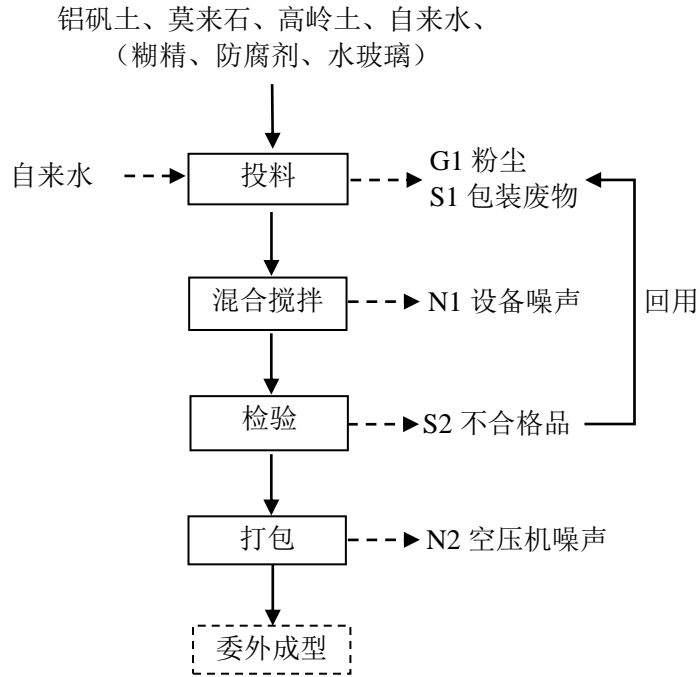 铝矾土、莫来石、高岭土、自来水、
（糊精、防腐剂、水玻璃）
自来水
投料
G1 粉尘
S1 包装废物
混合搅拌
N1 设备噪声
回用
检验
S2 不合格品
打包
N2 空压机噪声
委外成型